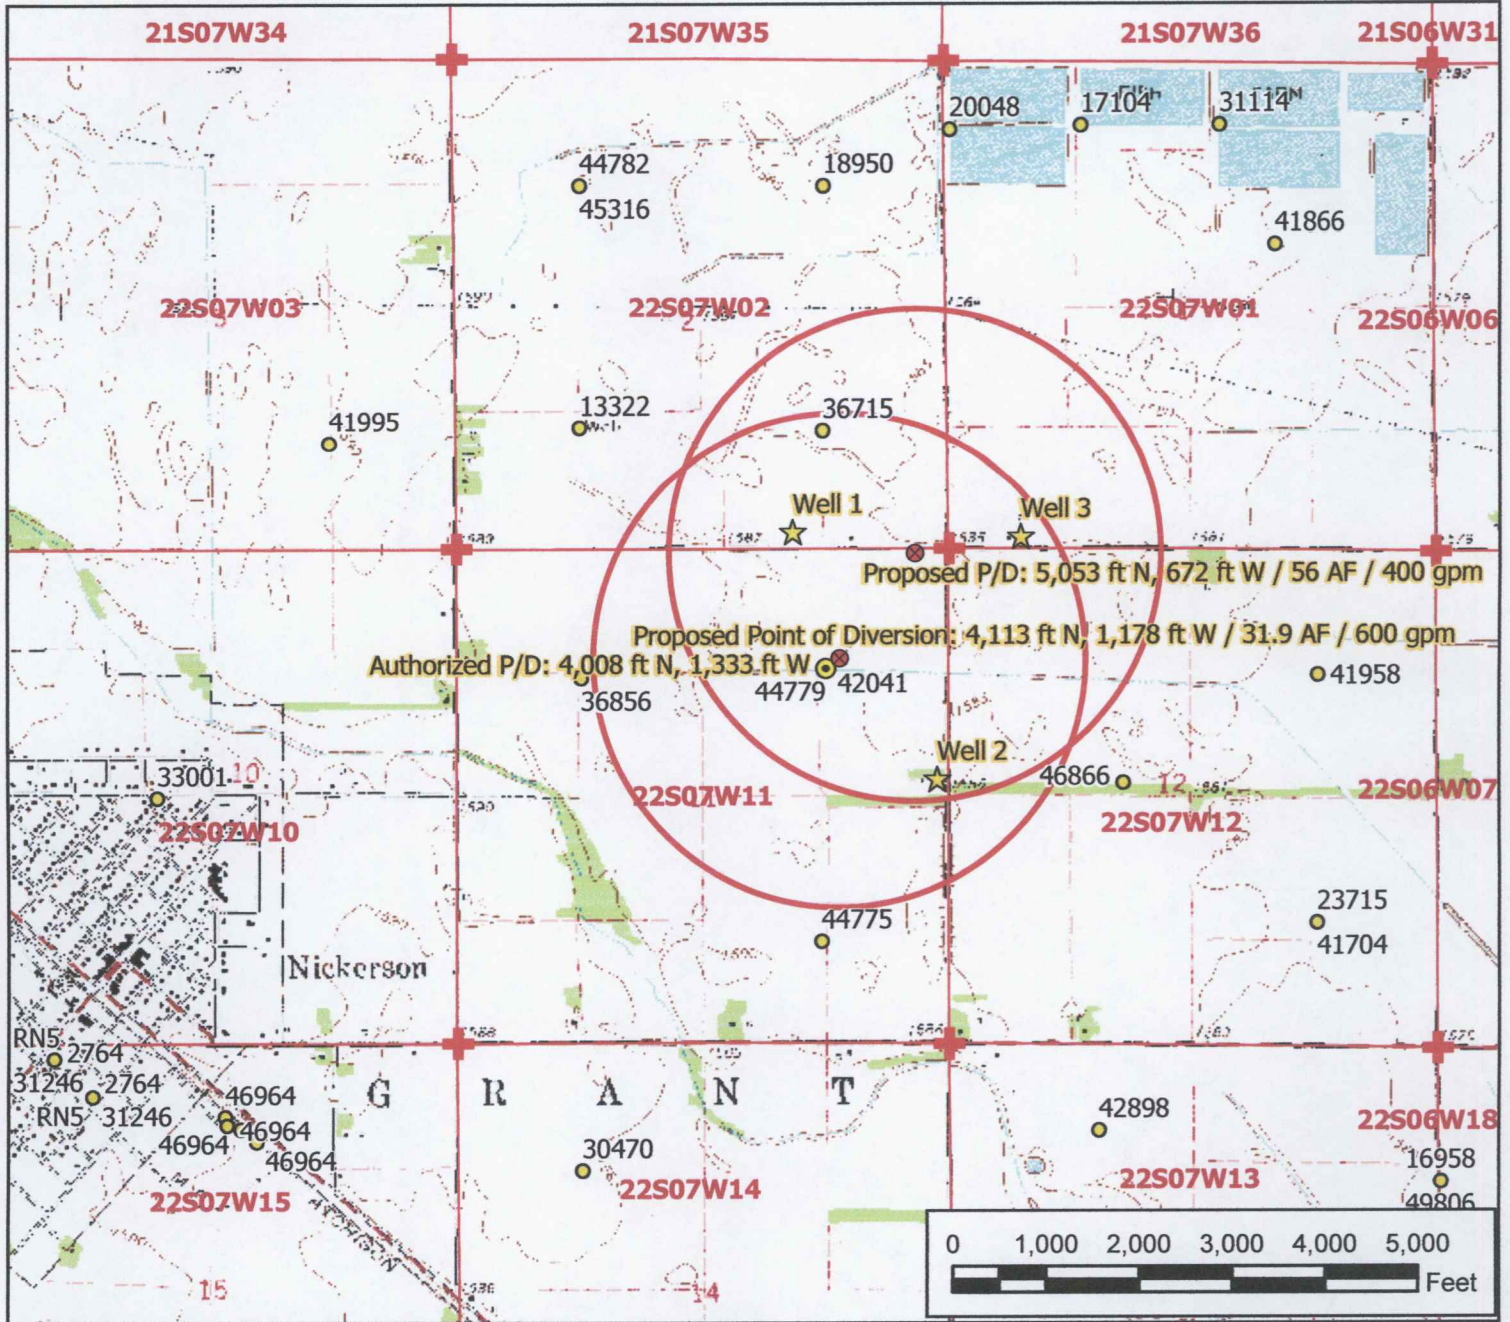 21S07W34
21S07W35
21S07W36
21S06W31
20048
17104
31114
44782
45316
18950
41866
22S07W03
22S07W02
2
22S07W01
22S06W06
41995
13322
36715
Well 1
Well 3
Proposed P/D: 5,053 ft N, 672 ft W / 56 AF / 400 gpm
Proposed Point of Diversion: 4,113 ft N, 1,178 ft W / 31.9 AF / 600 gpm
Authorized P/D: 4,008 ft N, 1,333 ft W
44779
42041
36856
41958
Well 2
46866
12
33001
10
22S07W11
22S06W07
22S07W10
22S07W12
23715
41704
44775
Nickerson
RN5
2764
31246
2764
RN5
31246
46964
46964
46964
46964
GRANT
30470
42898
22S06W18
22S07W15
22S07W14
22S07W13
16958
49806
15
14
0 1,000 2,000 3,000 4,000 5,000
Feet